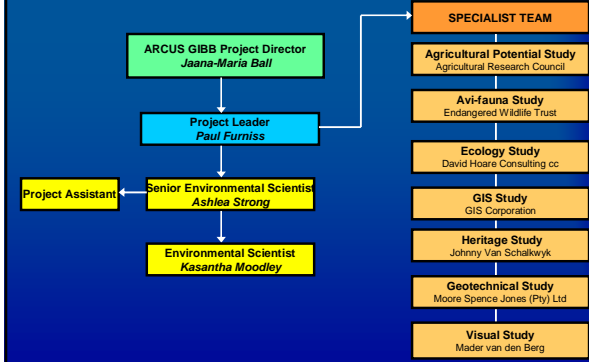 SPECIALIST TEAM
ARCUS GIBB Project Director
Jaana-Maria Ball
Project Leader
Paul Furniss
Project Assistant
Senior Environmental Scientist
Ashlea Strong
Environmental Scientist
Kasantha Moodley
Agricultural Potential Study
Agricultural Research Council
Avi-fauna Study
Endangered Wildlife Trust
Ecology Study
David Hoare Consulting cc
GIS Study
GIS Corporation
Heritage Study
Johnny Van Schalkwyk
Geotechnical Study
Moore Spence Jones (Pty) Ltd
Visual Study
Mader van den Berg